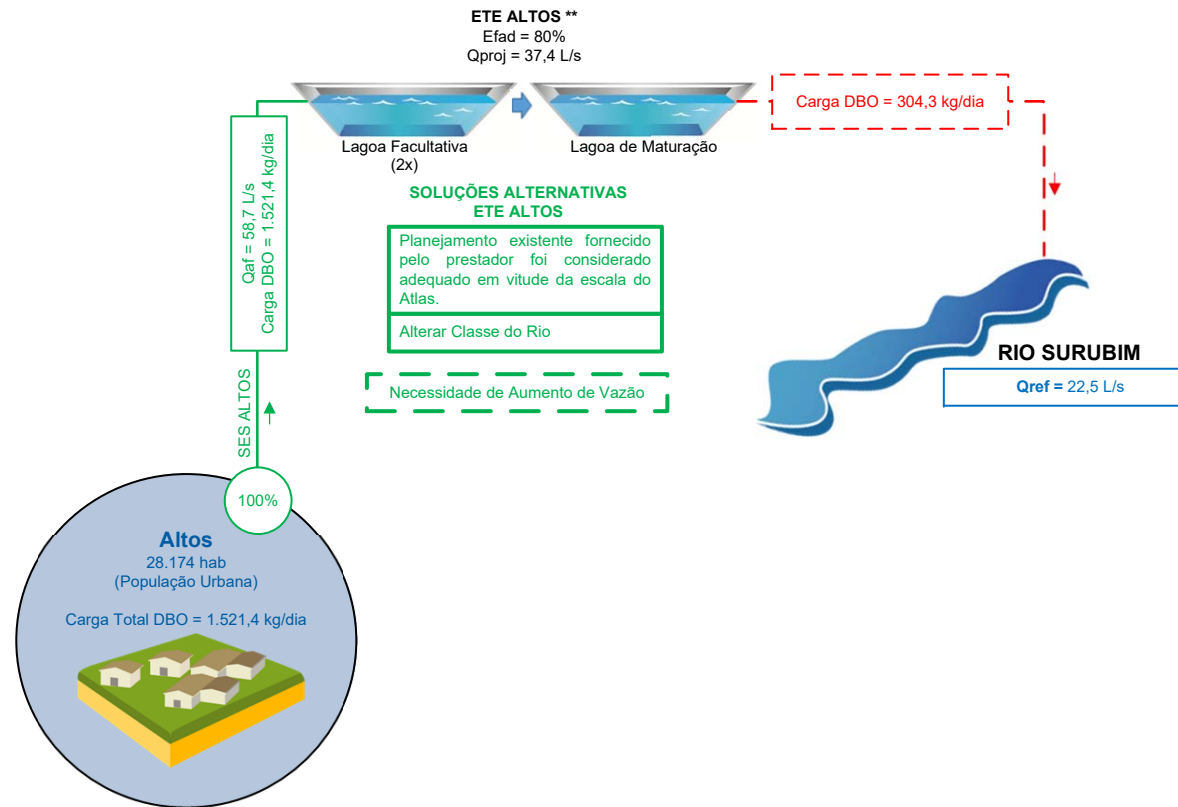 ETE ALTOS **
Efad = 80%
Qproj = 37,4 L/s
Carga DBO = 304,3 kg/dia
Lagoa Facultativa
(2x)
Lagoa de Maturação
Qaf = 58,7 L/s
Carga DBO = 1.521,4 kg/dia
SOLUÇÕES ALTERNATIVAS
ETE ALTOS
Planejamento existente fornecido
pelo prestador foi considerado
adequado em vitude da escala do
Atlas.
Alterar Classe do Rio
Necessidade de Aumento de Vazão
RIO SURUBIM
Qref = 22,5 L/s
SES ALTOS
100%
Altos
28.174 hab
(População Urbana)
Carga Total DBO = 1.521,4 kg/dia